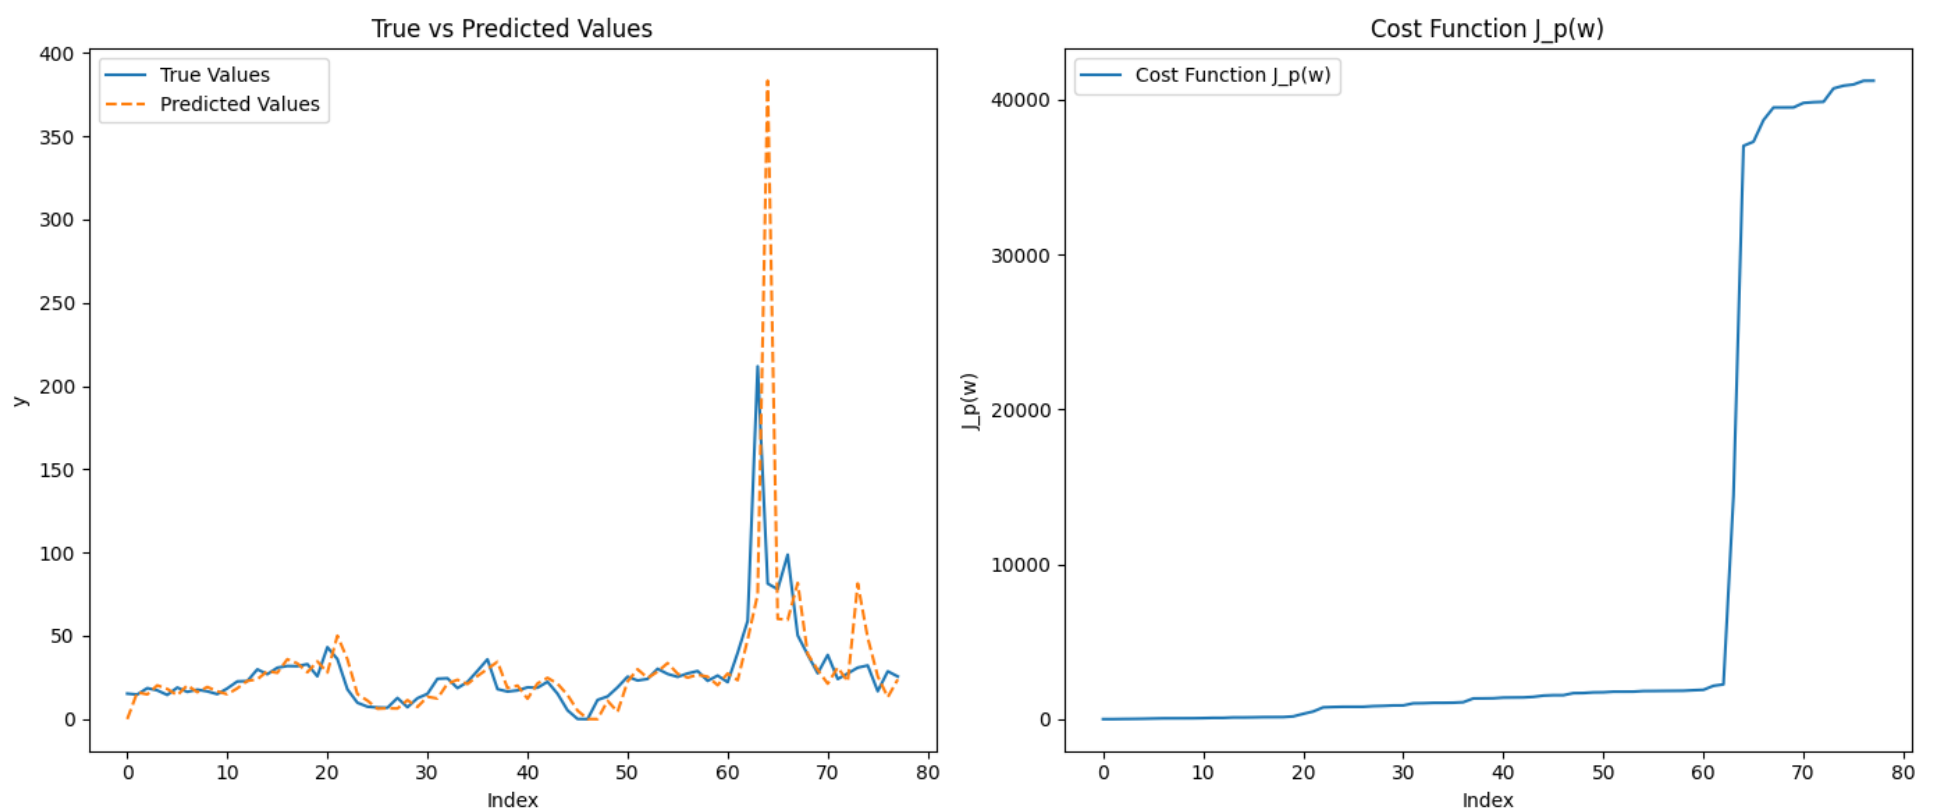 True vs Predicted Values
400
350
300
250
200
150
100
50
0
y
True Values
Predicted Values
0 10 20 30 40 50 60 70 80
Index
Cost Function J_p(w)
40000
30000
20000
10000
0
J_p(w)
Cost Function J_p(w)
0 10 20 30 40 50 60 70 80
Index